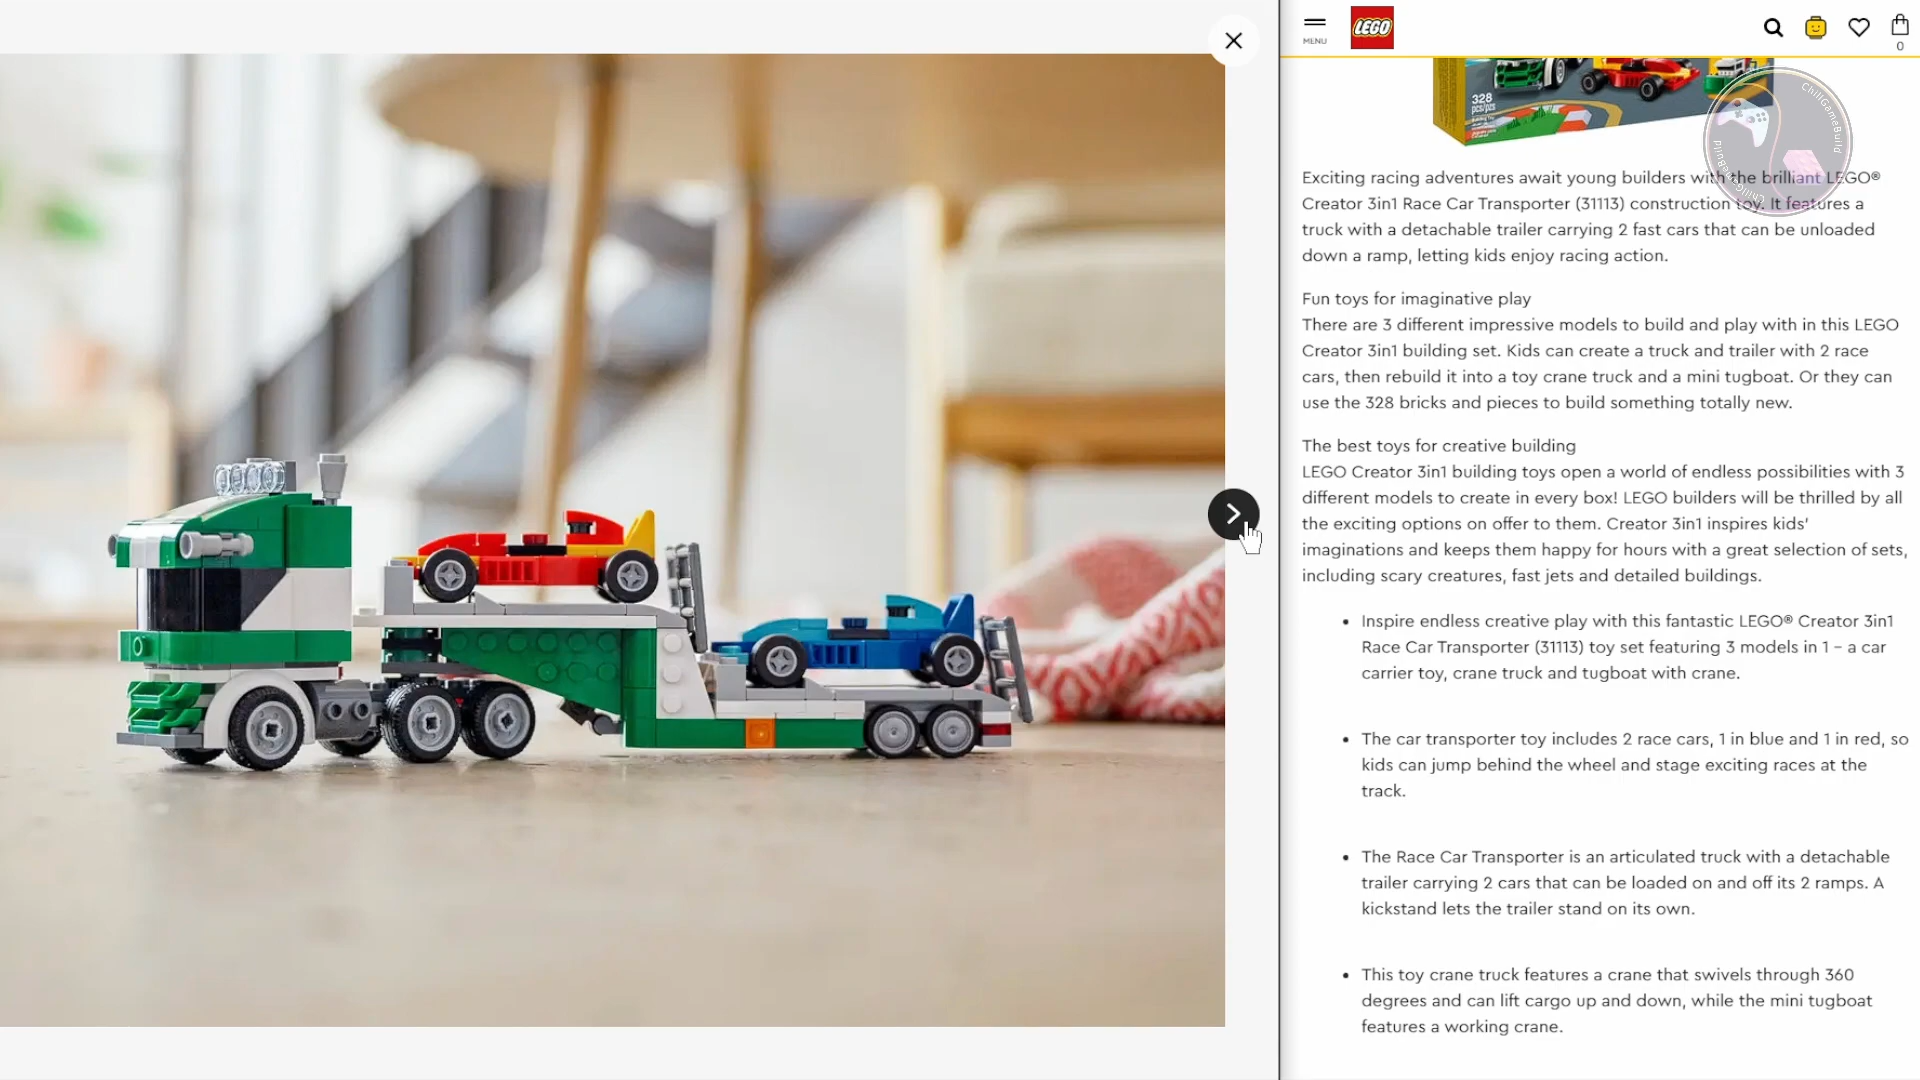 MENU
LEGO
0
328
pcs/pzs
ChillGameBuild
ChillGameBuild
Exciting racing adventures await young builders with the brilliant LEGO®
Creator 3in1 Race Car Transporter (31113) construction toy. It features a
truck with a detachable trailer carrying 2 fast cars that can be unloaded
down a ramp, letting kids enjoy racing action.
Fun toys for imaginative play
There are 3 different impressive models to build and play with in this LEGO
Creator 3in1 building set. Kids can create a truck and trailer with 2 race
cars, then rebuild it into a toy crane truck and a mini tugboat. Or they can
use the 328 bricks and pieces to build something totally new.
The best toys for creative building
LEGO Creator 3in1 building toys open a world of endless possibilities with 3
different models to create in every box! LEGO builders will be thrilled by all
the exciting options on offer to them. Creator 3in1 inspires kids'
imaginations and keeps them happy for hours with a great selection of sets,
including scary creatures, fast jets and detailed buildings.
• Inspire endless creative play with this fantastic LEGO® Creator 3in1
Race Car Transporter (31113) toy set featuring 3 models in 1 – a car
carrier toy, crane truck and tugboat with crane.
• The car transporter toy includes 2 race cars, 1 in blue and 1 in red, so
kids can jump behind the wheel and stage exciting races at the
track.
• The Race Car Transporter is an articulated truck with a detachable
trailer carrying 2 cars that can be loaded on and off its 2 ramps. A
kickstand lets the trailer stand on its own.
• This toy crane truck features a crane that swivels through 360
degrees and can lift cargo up and down, while the mini tugboat
features a working crane.